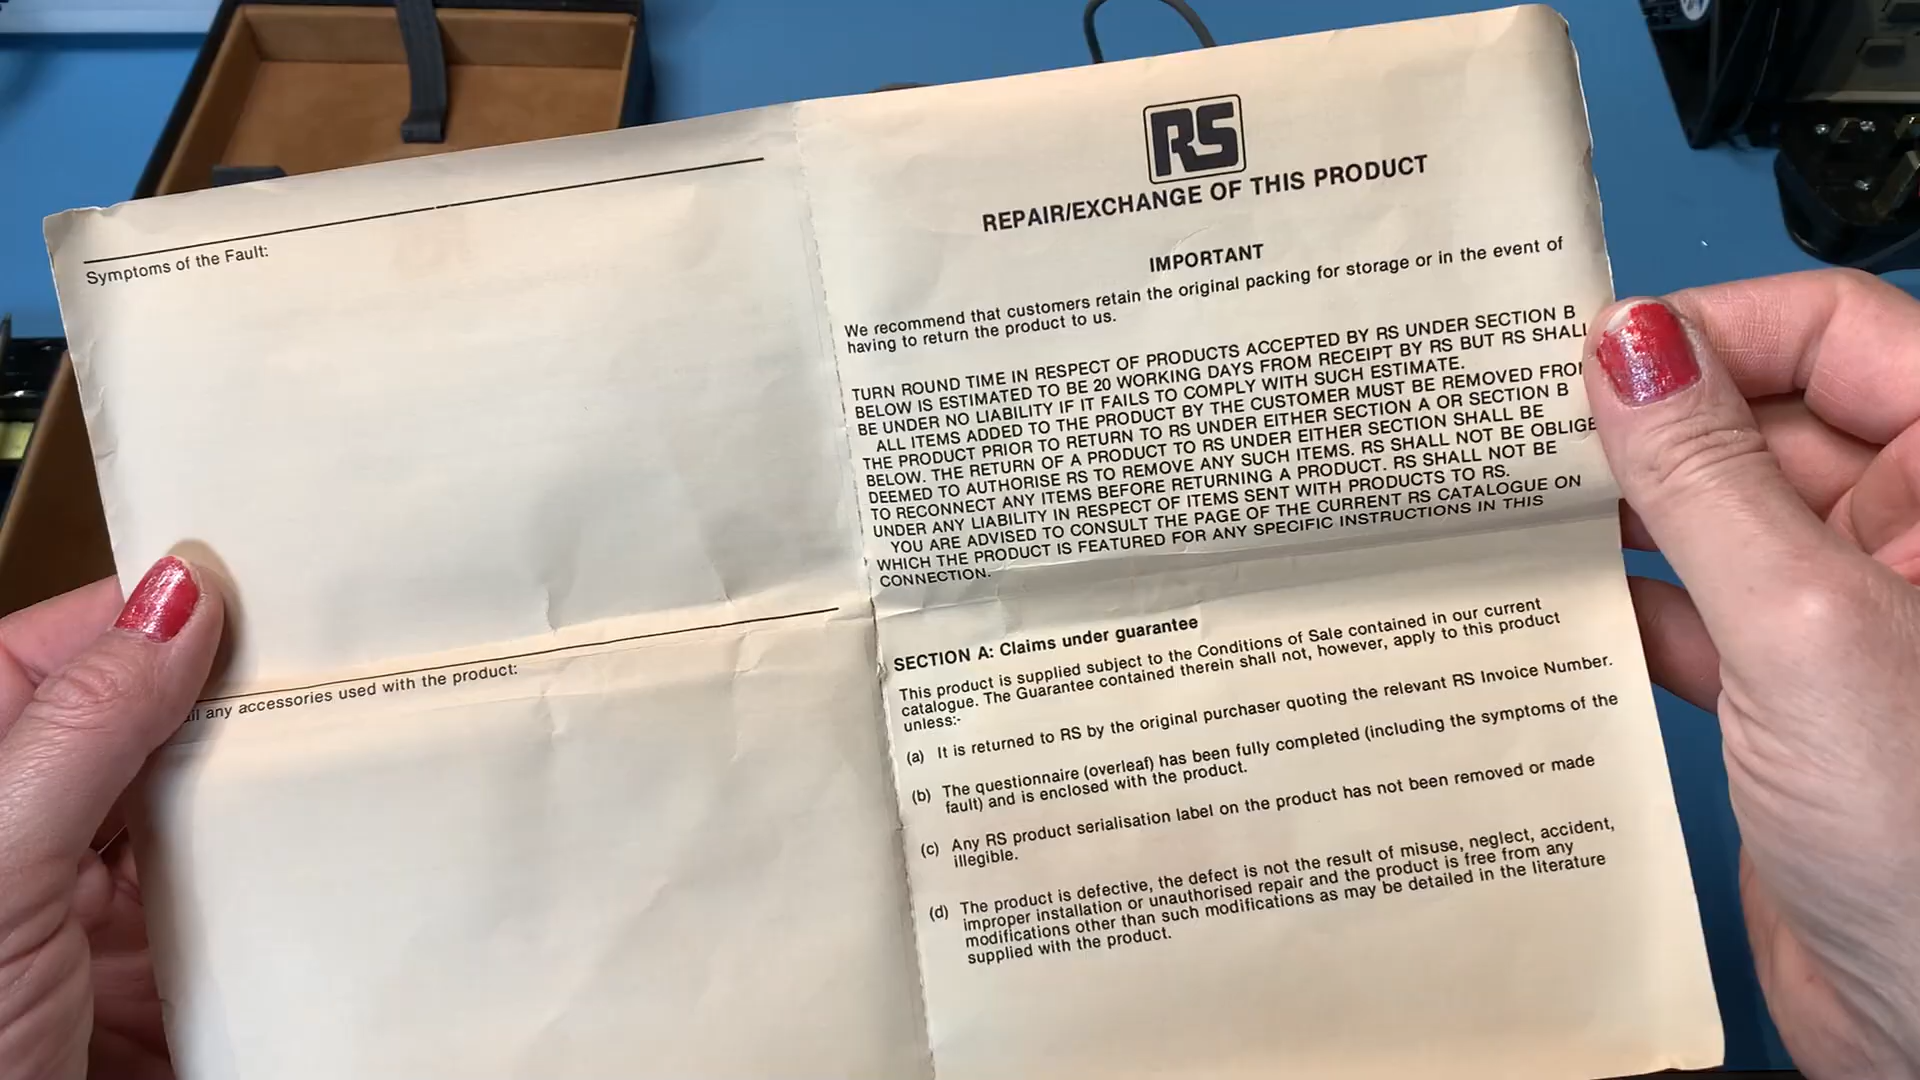 Symptoms of the Fault:
any accessories used with the product:
RS
REPAIR/EXCHANGE OF THIS PRODUCT
IMPORTANT
We recommend that customers retain the original packing for storage or in the event of
having to return the product to us.
TURN ROUND TIME IN RESPECT OF PRODUCTS ACCEPTED BY RS UNDER SECTION B
BELOW IS ESTIMATED TO BE 20 WORKING DAYS FROM RECEIPT BY RS BUT RS SHALL
BE UNDER NO LIABILITY IF IT FAILS TO COMPLY WITH SUCH ESTIMATE.
ALL ITEMS ADDED TO THE PRODUCT BY THE CUSTOMER MUST BE REMOVED FROM
THE PRODUCT PRIOR TO RETURN TO RS UNDER EITHER SECTION A OR SECTION B
BELOW. THE RETURN OF A PRODUCT TO RS UNDER EITHER SECTION SHALL BE
DEEMED TO AUTHORISE RS TO REMOVE ANY SUCH ITEMS. RS SHALL NOT BE OBLIGE
TO RECONNECT ANY ITEMS BEFORE RETURNING A PRODUCT. RS SHALL NOT BE
UNDER ANY LIABILITY IN RESPECT OF ITEMS SENT WITH PRODUCTS TO RS.
YOU ARE ADVISED TO CONSULT THE PAGE OF THE CURRENT RS CATALOGUE ON
WHICH THE PRODUCT IS FEATURED FOR ANY SPECIFIC INSTRUCTIONS IN THIS
CONNECTION.
SECTION A: Claims under guarantee
This product is supplied subject to the Conditions of Sale contained in our current
catalogue. The Guarantee contained therein shall not, however, apply to this product
unless:-
(a) It is returned to RS by the original purchaser quoting the relevant RS Invoice Number.
(b) The questionnaire (overleaf) has been fully completed (including the symptoms of the
fault) and is enclosed with the product.
(c) Any RS product serialisation label on the product has not been removed or made
illegible.
(d) The product is defective, the defect is not the result of misuse, neglect, accident,
improper installation or unauthorised repair and the product is free from any
modifications other than such modifications as may be detailed in the literature
supplied with the product.